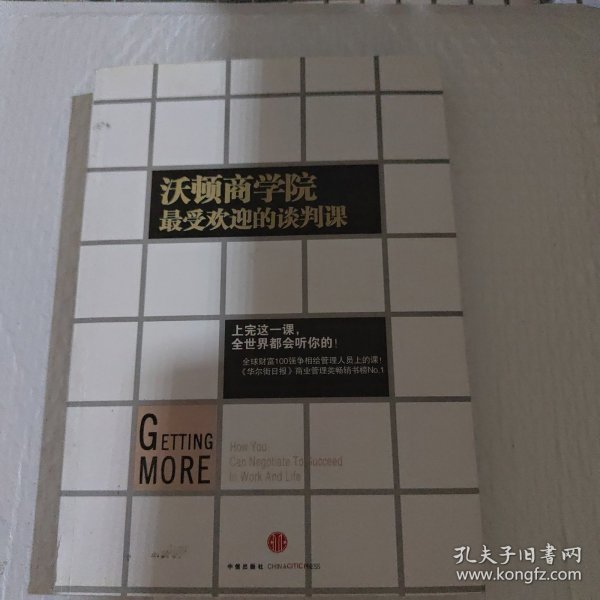 沃顿商学院
最受欢迎的谈判课
上完这一课,
全世界都会听你的!
全球财富100强争相给管理人员上的课!
《华尔街日报》商业管理类畅销书榜No.1
GETTING
MORE
How You
Can Negotiate To Succeed
In Work And Life
中信出版社 CHINA CITIC PRESS
孔夫子旧书网
www.kongfz.com